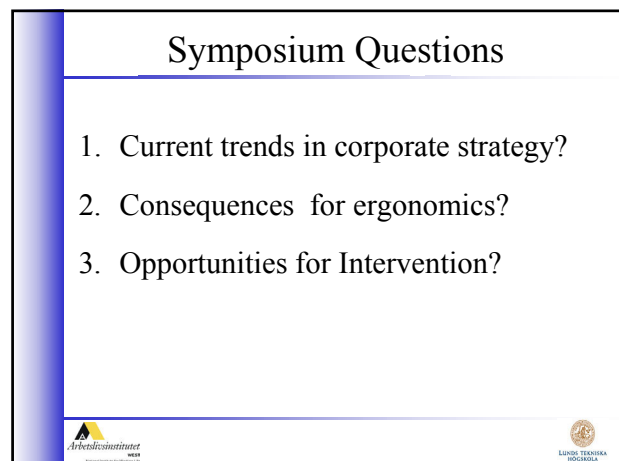 Symposium Questions
1. Current trends in corporate strategy?
2. Consequences for ergonomics?
3. Opportunities for Intervention?
Arbetslivsinstitutet
WEST
LUNDS TEKNISKA
HÖGSKOLA